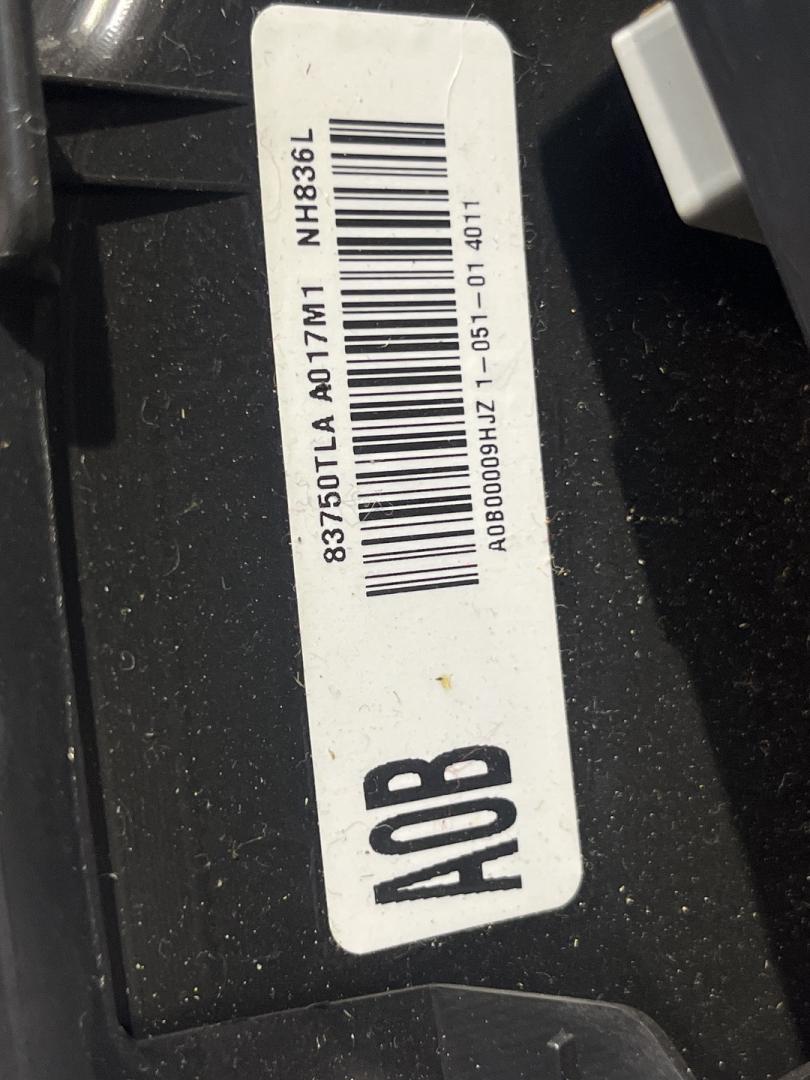 83750TLA A017M1 NH836L
A0B00009HJZ 1-051-01 4011
A0B